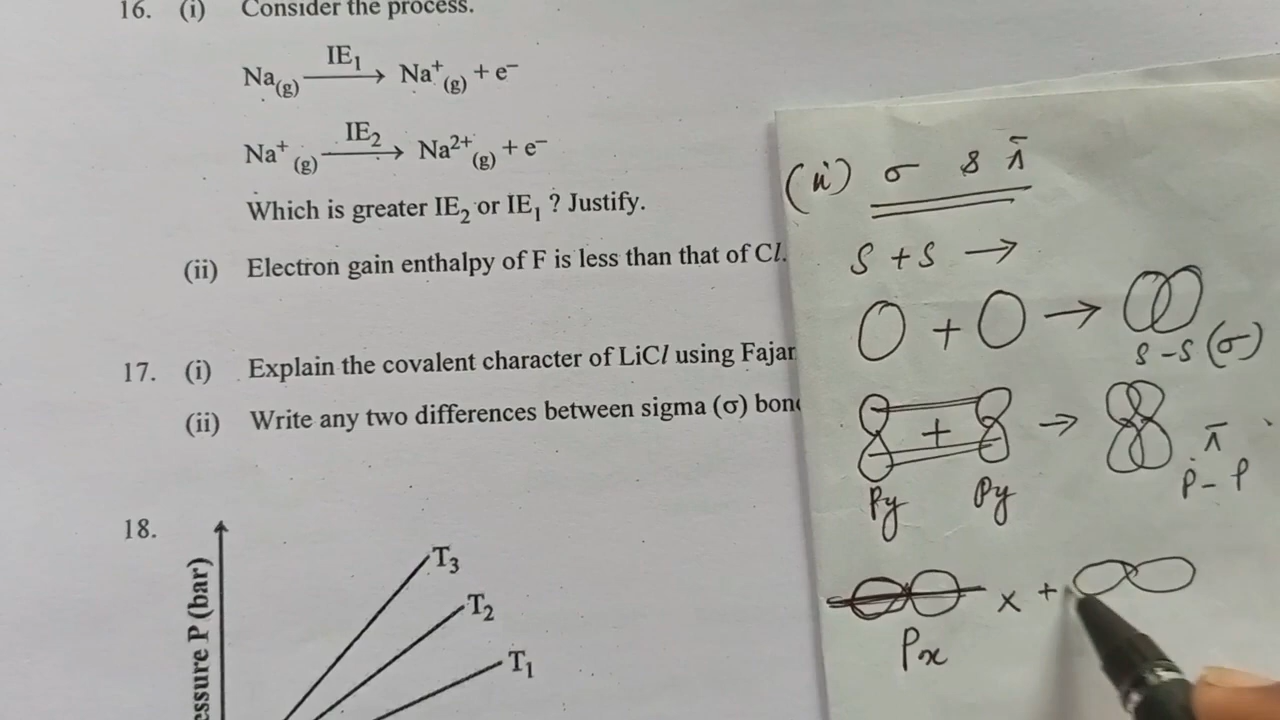 16. (i) Consider the process.
Na(g) —IE₁→ Na⁺(g) + e⁻
Na⁺(g) —IE₂→ Na²⁺(g) + e⁻
Which is greater IE₂ or IE₁ ? Justify.
(ii) Electron gain enthalpy of F is less than that of Cl.
17. (i) Explain the covalent character of LiCl using Fajan
(ii) Write any two differences between sigma (σ) bon
18.
essure P (bar)
T₃
T₂
T₁
(ii) σ & π
S + S →
+ →
S - S (σ)
+ →
π
Py Py
P - P
x +
Px